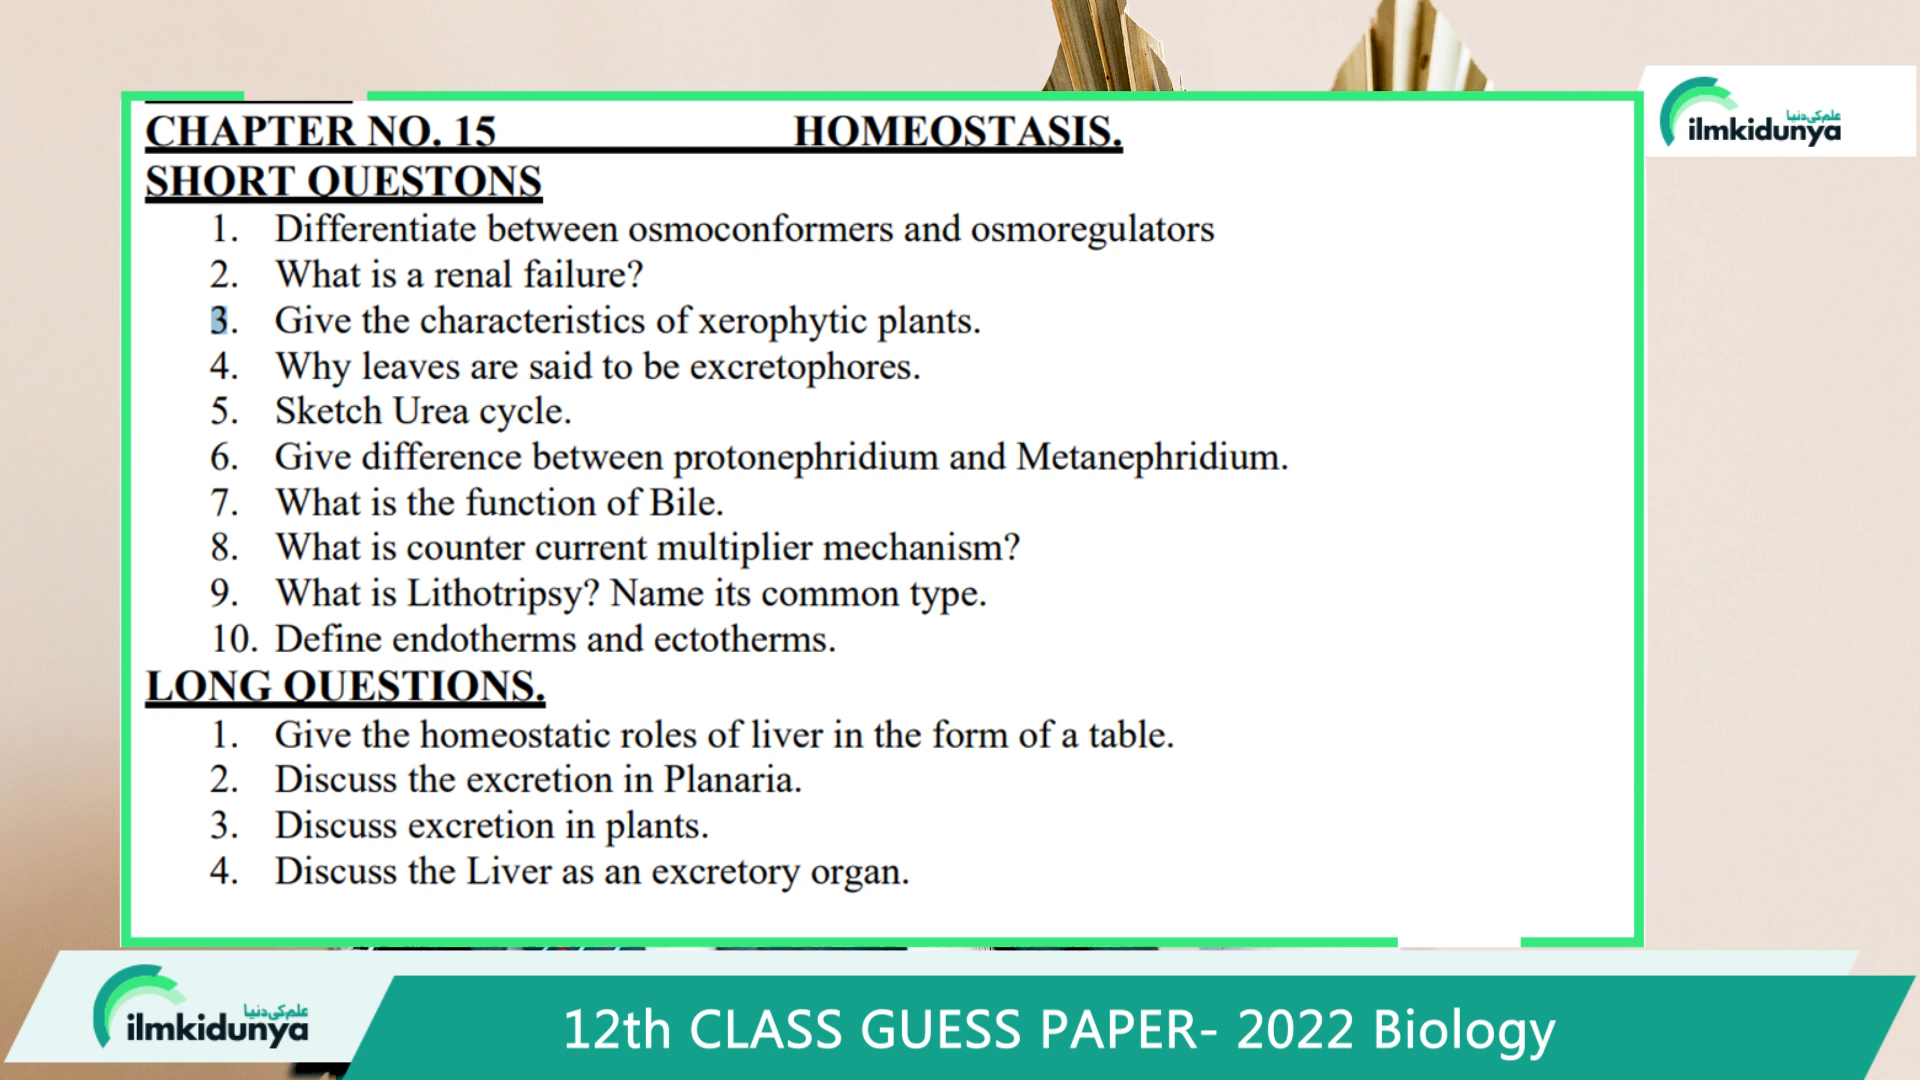 CHAPTER NO. 15 HOMEOSTASIS.
علم کی دنیا
ilmkidunya
SHORT QUESTONS
1. Differentiate between osmoconformers and osmoregulators
2. What is a renal failure?
3. Give the characteristics of xerophytic plants.
4. Why leaves are said to be excretophores.
5. Sketch Urea cycle.
6. Give difference between protonephridium and Metanephridium.
7. What is the function of Bile.
8. What is counter current multiplier mechanism?
9. What is Lithotripsy? Name its common type.
10. Define endotherms and ectotherms.
LONG QUESTIONS.
1. Give the homeostatic roles of liver in the form of a table.
2. Discuss the excretion in Planaria.
3. Discuss excretion in plants.
4. Discuss the Liver as an excretory organ.
علم کی دنیا
ilmkidunya
12th CLASS GUESS PAPER- 2022 Biology